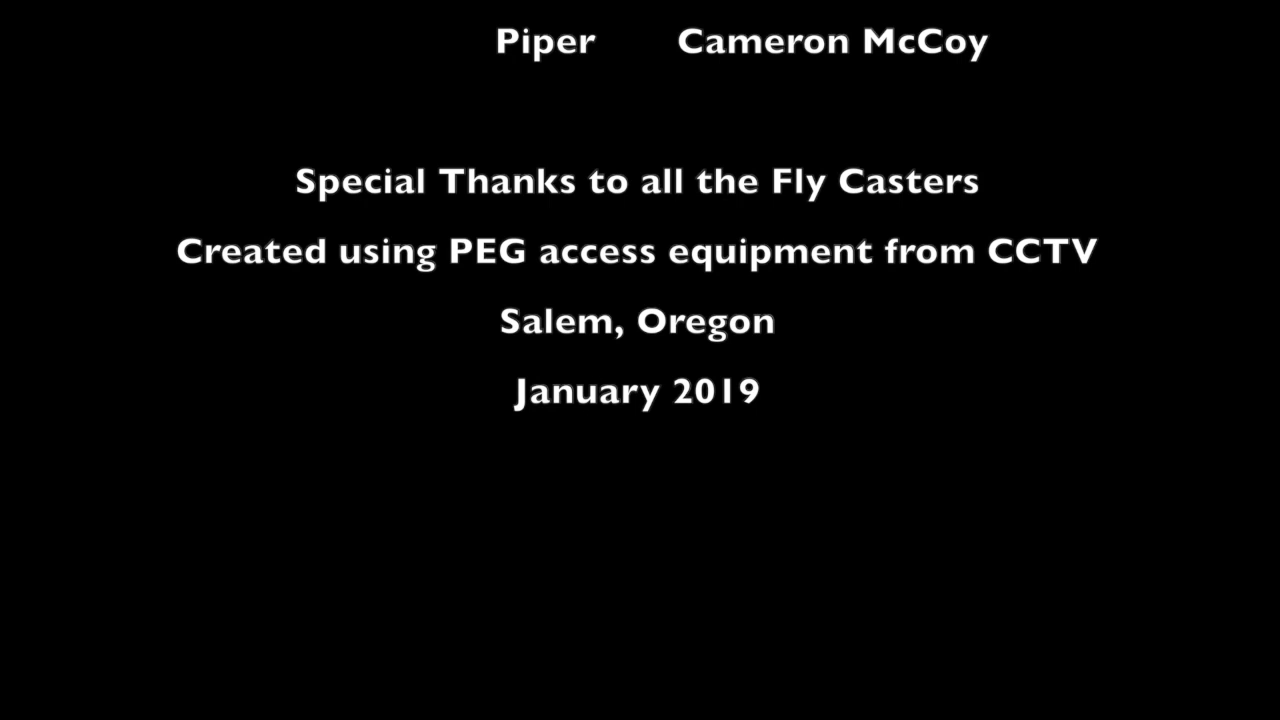 Piper Cameron McCoy
Special Thanks to all the Fly Casters
Created using PEG access equipment from CCTV
Salem, Oregon
January 2019